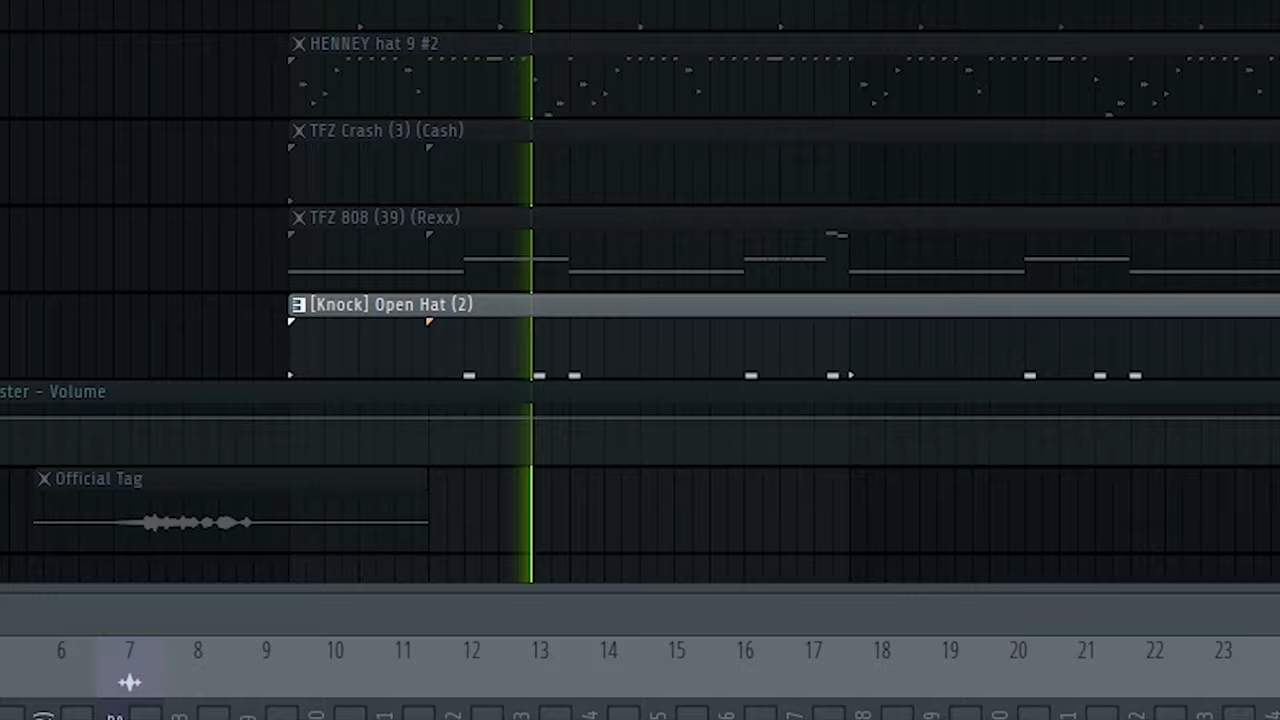 HENNEY hat 9 #2
TFZ Crash (3) (Cash)
TFZ 808 (39) (Rexx)
[Knock] Open Hat (2)
ster - Volume
Official Tag
6 7 8 9 10 11 12 13 14 15 16 17 18 19 20 21 22 23